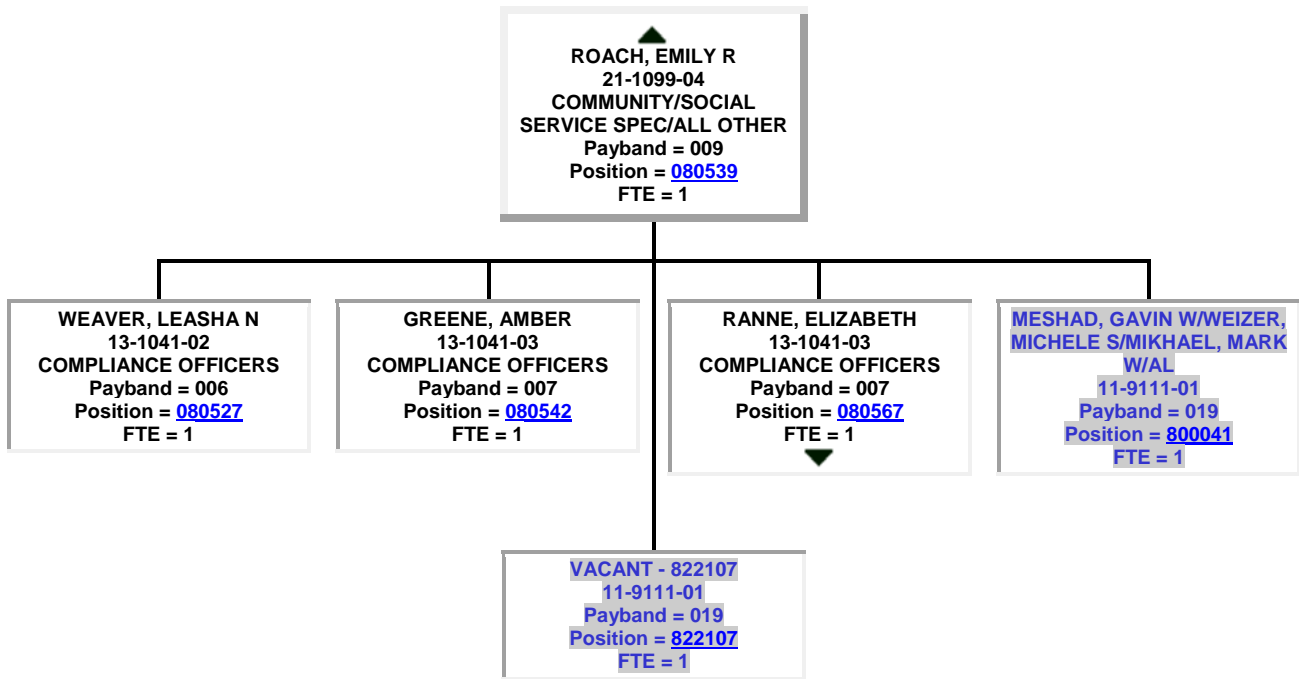 ROACH, EMILY R
21-1099-04
COMMUNITY/SOCIAL
SERVICE SPEC/ALL OTHER
Payband = 009
Position = 080539
FTE = 1
WEAVER, LEASHA N
13-1041-02
COMPLIANCE OFFICERS
Payband = 006
Position = 080527
FTE = 1
GREENE, AMBER
13-1041-03
COMPLIANCE OFFICERS
Payband = 007
Position = 080542
FTE = 1
RANNE, ELIZABETH
13-1041-03
COMPLIANCE OFFICERS
Payband = 007
Position = 080567
FTE = 1
MESHAD, GAVIN W/WEIZER,
MICHELE S/MIKHAEL, MARK
W/AL
11-9111-01
Payband = 019
Position = 800041
FTE = 1
VACANT - 822107
11-9111-01
Payband = 019
Position = 822107
FTE = 1